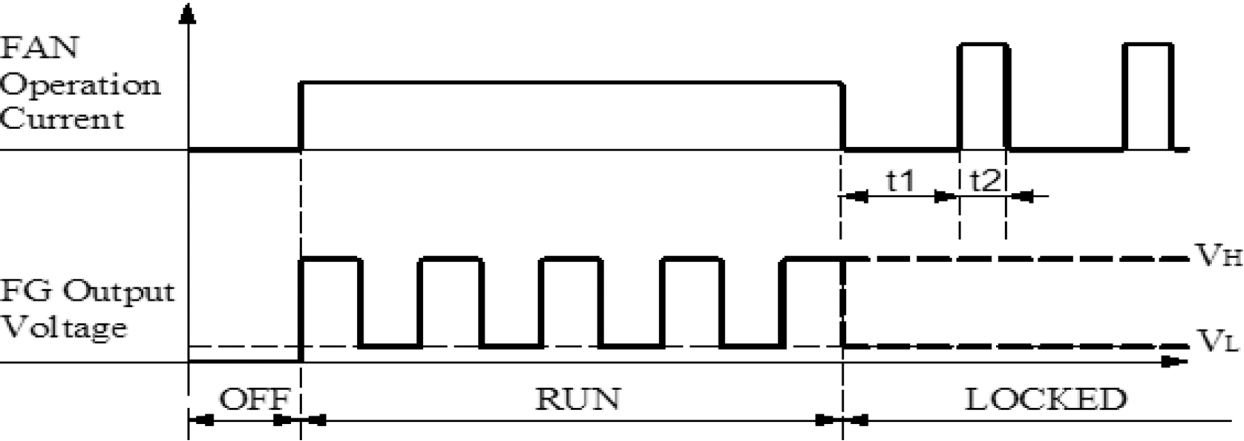 FAN
Operation
Current
t1 t2
VH
FG Output
Voltage
VL
OFF RUN LOCKED